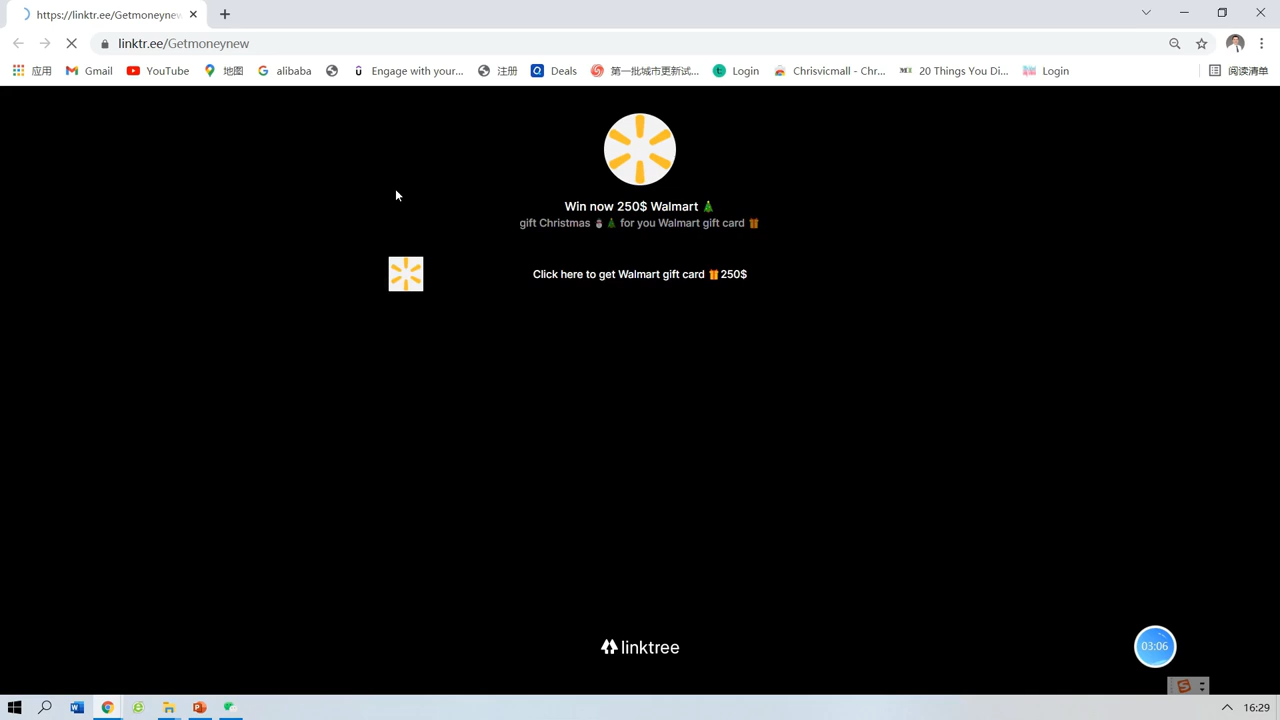 https://linktr.ee/Getmoneynew
linktr.ee/Getmoneynew
应用 Gmail YouTube 地图 alibaba Engage with your... 注册 Deals 第一批城市更新试... Login Chrisvicmall - Chr... 20 Things You Di... Login 阅读清单
Win now 250$ Walmart 🎄
gift Christmas ⛄🎄 for you Walmart gift card 🎁
Click here to get Walmart gift card 🎁250$
linktree
03:06
16:29